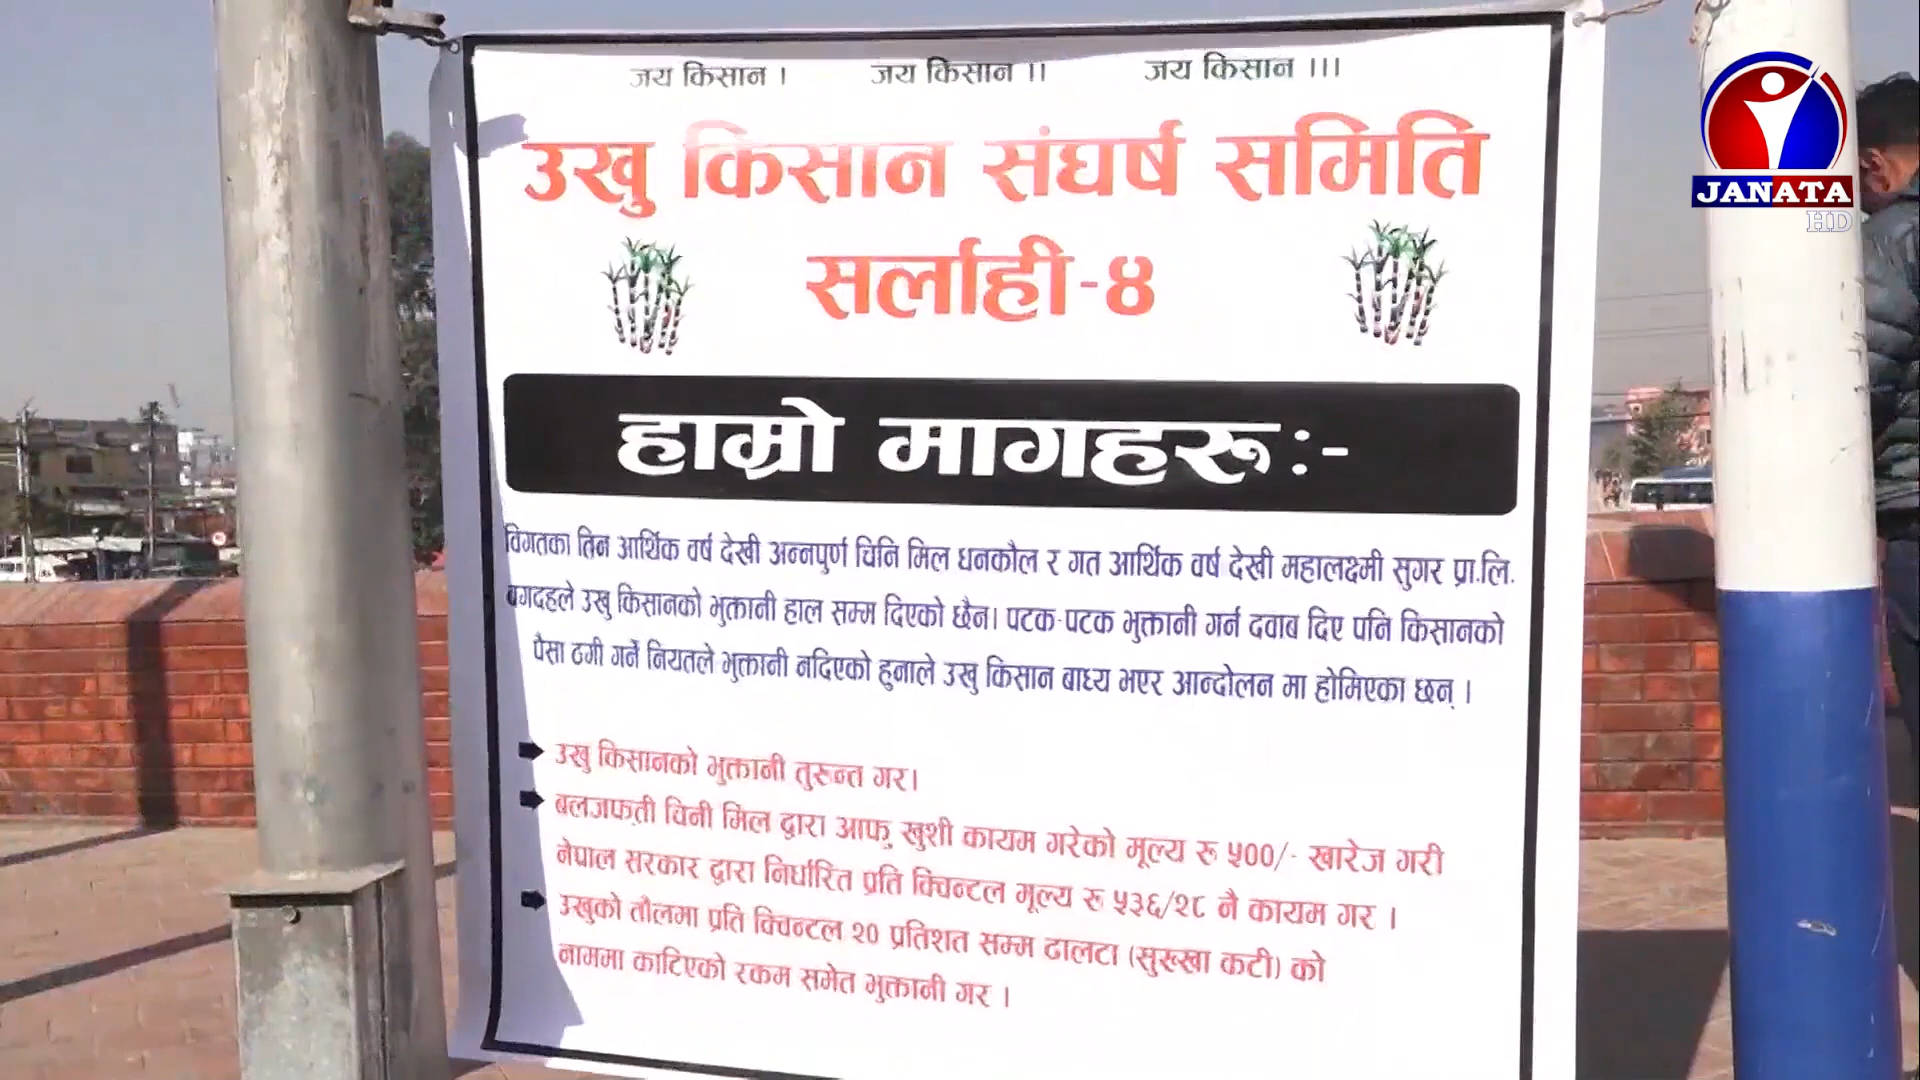 जय किसान । जय किसान ।। जय किसान ।।।
उखु किसान संघर्ष समिति
सर्लाही-४
हाम्रो मागहरू :-
विगतका तिन आर्थिक वर्ष देखी अन्नपुर्ण चिनि मिल धनकौल र गत आर्थिक वर्ष देखी महालक्ष्मी सुगर प्रा.लि.
बगदहले उखु किसानको भुक्तानी हाल सम्म दिएको छैन। पटक-पटक भुक्तानी गर्न दवाब दिए पनि किसानको
पैसा ठगी गर्ने नियतले भुक्तानी नदिएको हुनाले उखु किसान बाध्य भएर आन्दोलन मा होमिएका छन् ।
उखु किसानको भुक्तानी तुरून्त गर।
बलजफ्ती चिनी मिल द्वारा आफु खुशी कायम गरेको मूल्य रू ५००/- खारेज गरी
नेपाल सरकार द्वारा निर्धारित प्रति क्विन्टल मूल्य रू ५३६/२८ नै कायम गर ।
उखुको तौलमा प्रति क्विन्टल २० प्रतिशत सम्म ढालटा (सुख्खा कटी) को
नाममा काटिएको रकम समेत भुक्तानी गर ।
JANATA
HD